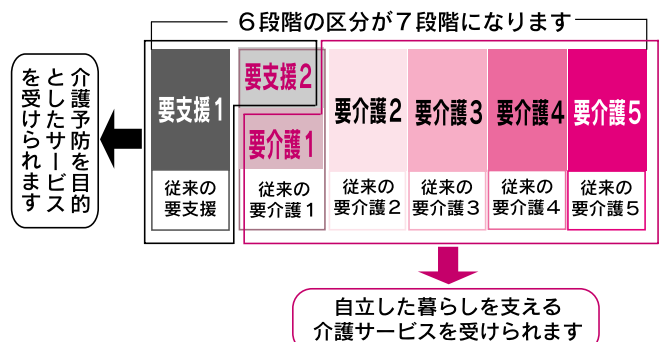 ６段階の区分が７段階になります
介護予防を目的
としたサービス
を受けられます
要支援1
要支援2
要介護1
要介護2
要介護3
要介護4
要介護5
従来の
要支援
従来の
要介護1
従来の
要介護2
従来の
要介護3
従来の
要介護4
従来の
要介護5
自立した暮らしを支える
介護サービスを受けられます